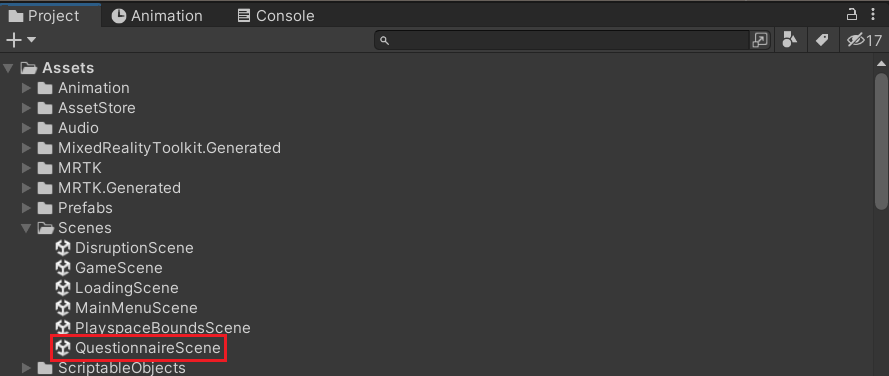 Project Animation Console
17
Assets
Animation
AssetStore
Audio
MixedRealityToolkit.Generated
MRTK
MRTK.Generated
Prefabs
Scenes
DisruptionScene
GameScene
LoadingScene
MainMenuScene
PlayspaceBoundsScene
QuestionnaireScene
ScriptableObjects